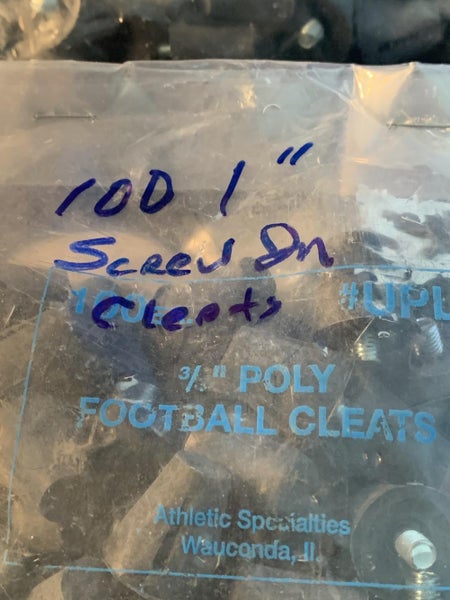 100 1"
Screw On
Cleats
#UPL
3/4" POLY
FOOTBALL CLEATS
Athletic Specialties
Wauconda, Il.